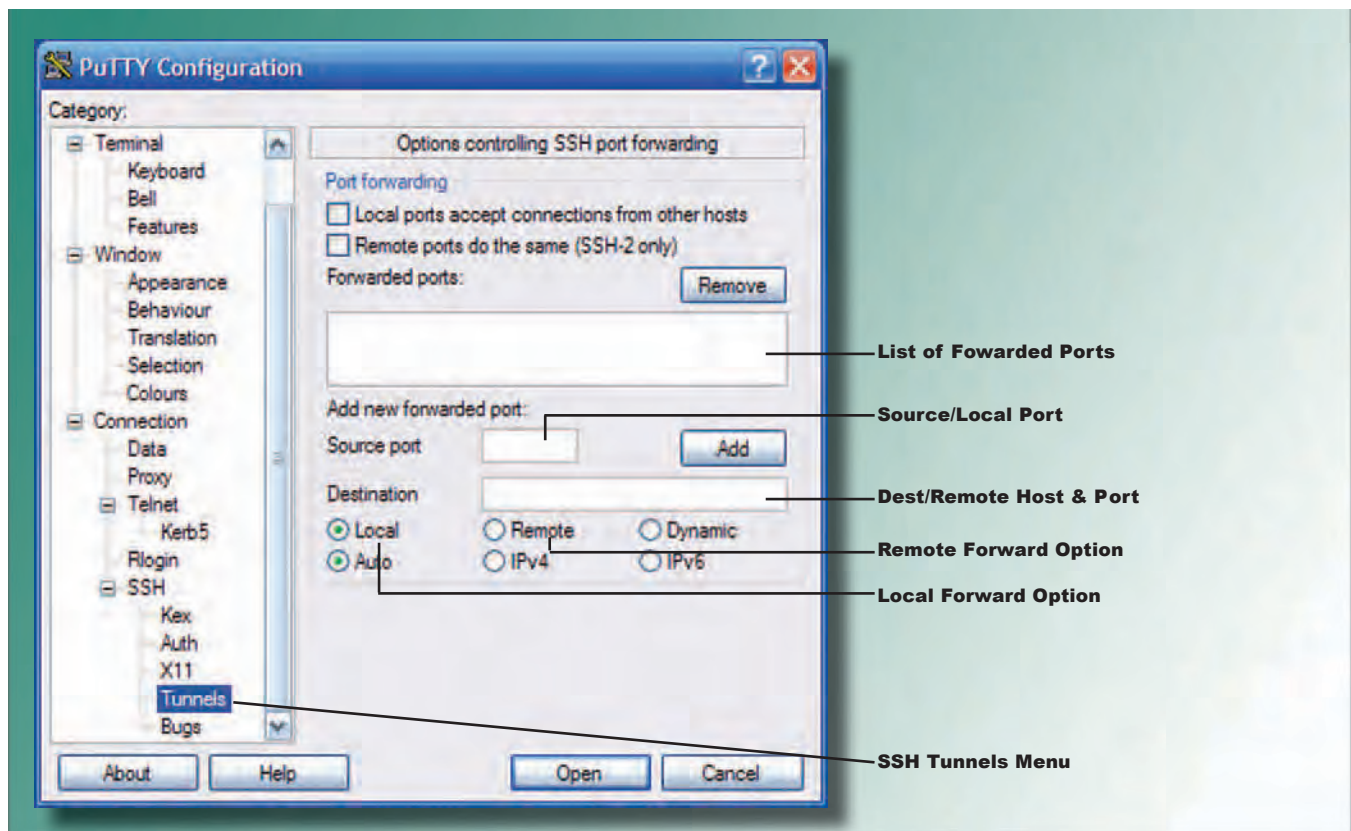 PuTTY Configuration
Category:
Terminal
Keyboard
Bell
Features
Window
Appearance
Behaviour
Translation
Selection
Colours
Connection
Data
Proxy
Telnet
Kerb5
Rlogin
SSH
Kex
Auth
X11
Tunnels
Bugs
Options controlling SSH port forwarding
Port forwarding
Local ports accept connections from other hosts
Remote ports do the same (SSH-2 only)
Forwarded ports:
Remove
Add new forwarded port:
Source port
Add
Destination
Local Remote Dynamic
Auto IPv4 IPv6
About Help Open Cancel
List of Fowarded Ports
Source/Local Port
Dest/Remote Host & Port
Remote Forward Option
Local Forward Option
SSH Tunnels Menu